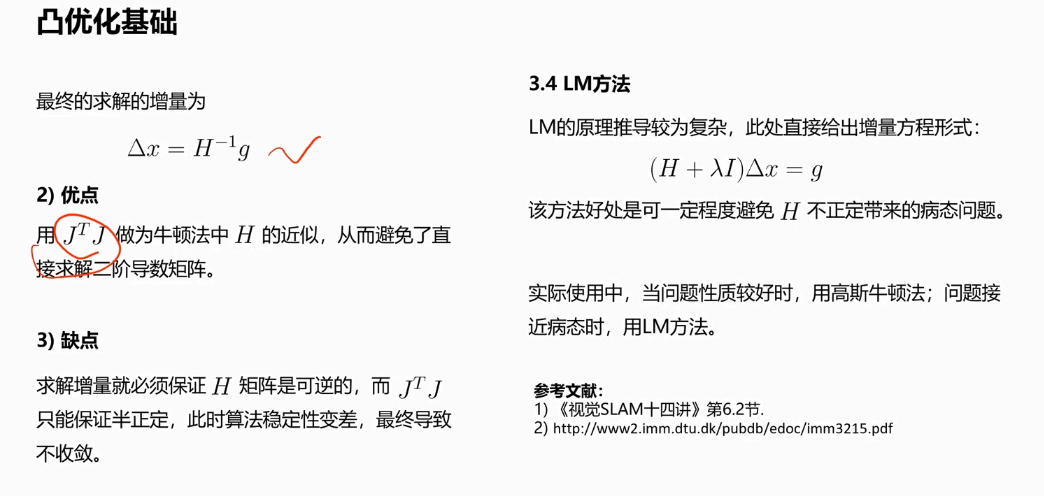 凸优化基础
最终的求解的增量为
Δx = H⁻¹g
2) 优点
用 JᵀJ 做为牛顿法中 H 的近似，从而避免了直
接求解二阶导数矩阵。
3) 缺点
求解增量就必须保证 H 矩阵是可逆的，而 JᵀJ
只能保证半正定，此时算法稳定性变差，最终导致
不收敛。
3.4 LM方法
LM的原理推导较为复杂，此处直接给出增量方程形式：
(H + λI)Δx = g
该方法好处是可一定程度避免 H 不正定带来的病态问题。
实际使用中，当问题性质较好时，用高斯牛顿法；问题接
近病态时，用LM方法。
参考文献：
1) 《视觉SLAM十四讲》第6.2节.
2) http://www2.imm.dtu.dk/pubdb/edoc/imm3215.pdf